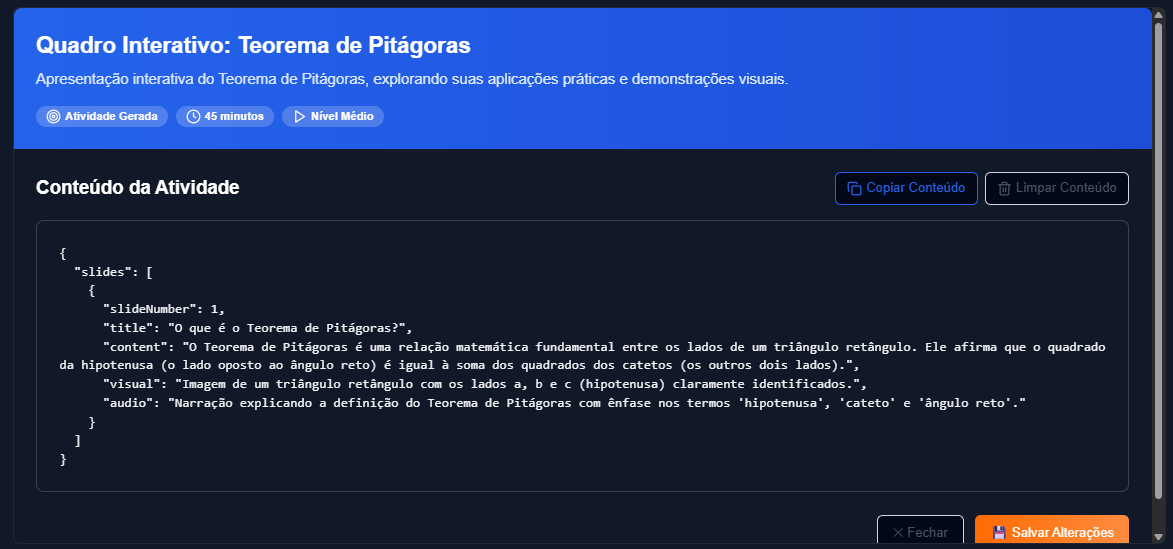 Quadro Interativo: Teorema de Pitágoras
Apresentação interativa do Teorema de Pitágoras, explorando suas aplicações práticas e demonstrações visuais.
Atividade Gerada
45 minutos
Nível Médio
Conteúdo da Atividade
Copiar Conteúdo
Limpar Conteúdo
{
  "slides": [
    {
      "slideNumber": 1,
      "title": "O que é o Teorema de Pitágoras?",
      "content": "O Teorema de Pitágoras é uma relação matemática fundamental entre os lados de um triângulo retângulo. Ele afirma que o quadrado
da hipotenusa (o lado oposto ao ângulo reto) é igual à soma dos quadrados dos catetos (os outros dois lados).",
      "visual": "Imagem de um triângulo retângulo com os lados a, b e c (hipotenusa) claramente identificados.",
      "audio": "Narração explicando a definição do Teorema de Pitágoras com ênfase nos termos 'hipotenusa', 'cateto' e 'ângulo reto'."
    }
  ]
}
Fechar
Salvar Alterações